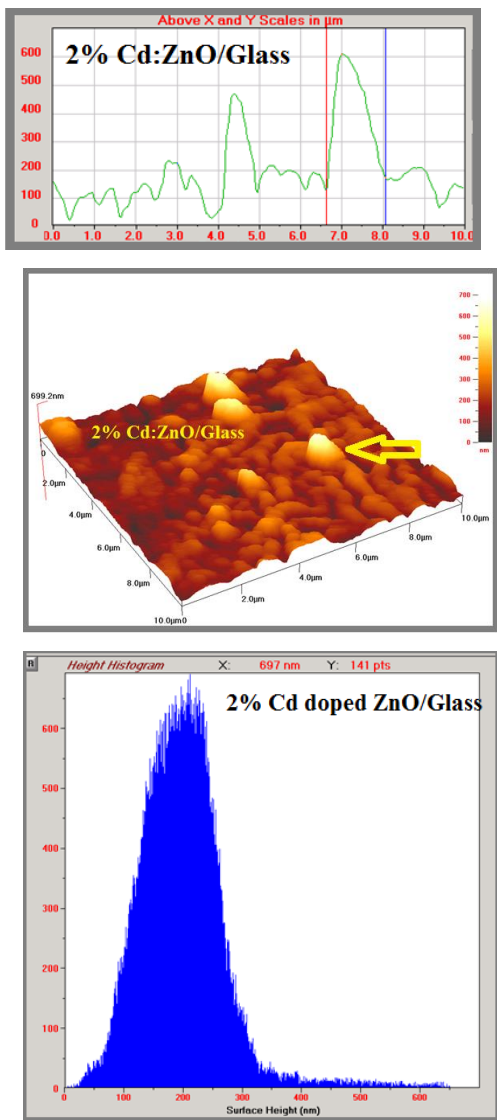 Above X and Y Scales in µm
2% Cd:ZnO/Glass
600
500
400
300
200
100
0
0.0 1.0 2.0 3.0 4.0 5.0 6.0 7.0 8.0 9.0 10.0
700
600
500
400
300
200
100
0
nm
699.2nm
0
2% Cd:ZnO/Glass
2.0µm
4.0µm
6.0µm
8.0µm
10.0µm0
2.0µm
4.0µm
6.0µm
8.0µm
10.0µm
R Height Histogram X: 697 nm Y: 141 pts
2% Cd doped ZnO/Glass
600
500
400
300
200
100
0
0 100 200 300 400 500 600
Surface Height (nm)